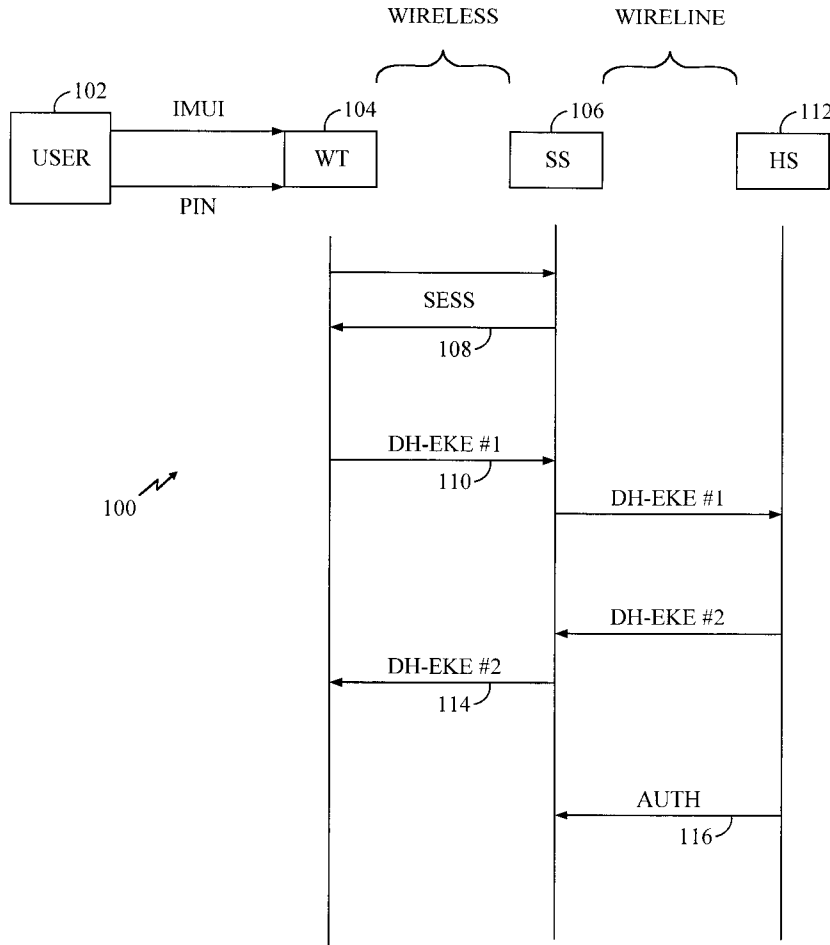 WIRELESS WIRELINE
102 IMUI 104 106 112
USER WT SS HS
PIN
SESS
108
DH-EKE #1
110
DH-EKE #1
100
DH-EKE #2
DH-EKE #2
114
AUTH
116